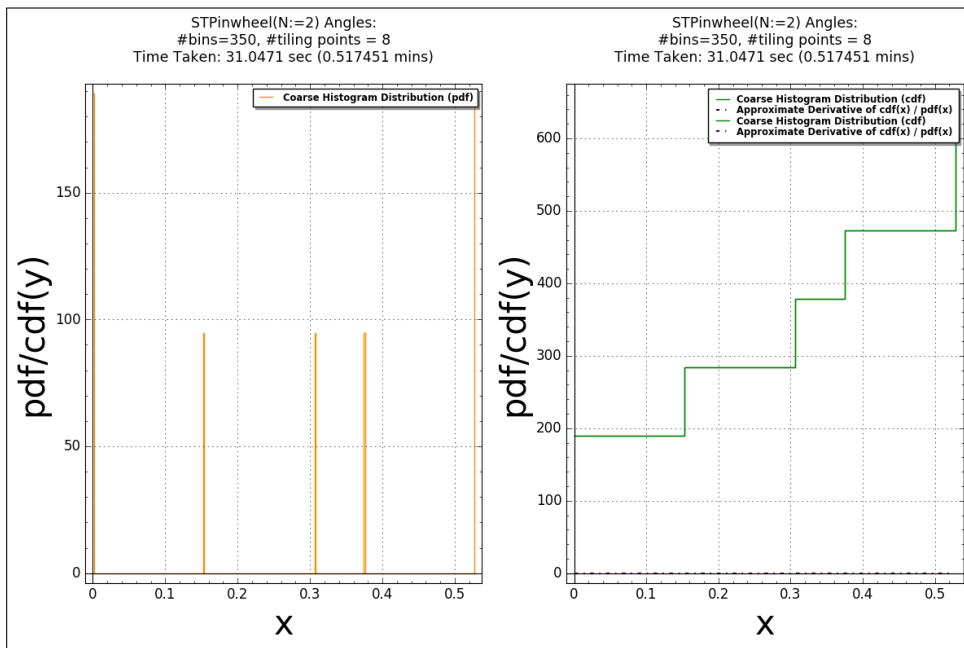 STPinwheel(N:=2) Angles:
#bins=350, #tiling points = 8
Time Taken: 31.0471 sec (0.517451 mins)
Coarse Histogram Distribution (pdf)
pdf/cdf(y)
150
100
50
0
0 0.1 0.2 0.3 0.4 0.5
x
STPinwheel(N:=2) Angles:
#bins=350, #tiling points = 8
Time Taken: 31.0471 sec (0.517451 mins)
Coarse Histogram Distribution (cdf)
Approximate Derivative of cdf(x) / pdf(x)
Coarse Histogram Distribution (cdf)
Approximate Derivative of cdf(x) / pdf(x)
pdf/cdf(y)
600
500
400
300
200
100
0
0 0.1 0.2 0.3 0.4 0.5
x